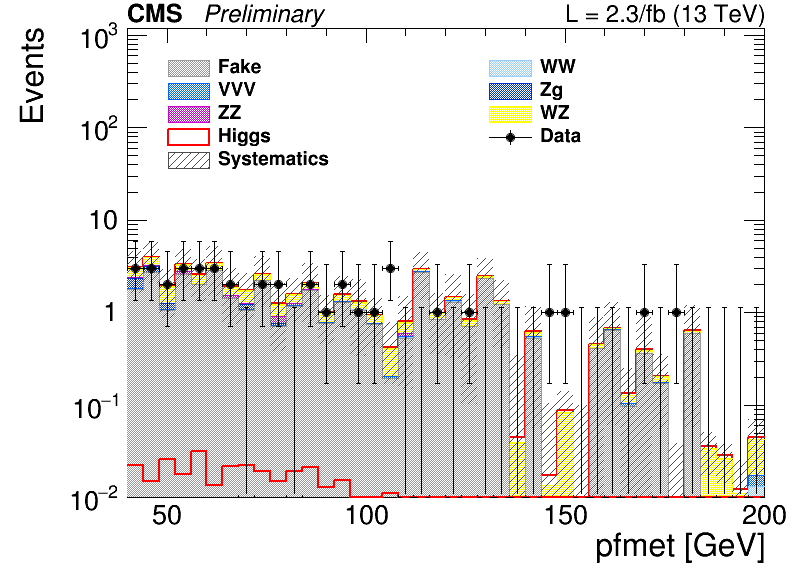 CMS Preliminary L = 2.3/fb (13 TeV)
Events
10³
10²
10
1
10⁻¹
10⁻²
Fake
VVV
ZZ
Higgs
Systematics
WW
Zg
WZ
Data
50 100 150 200
pfmet [GeV]